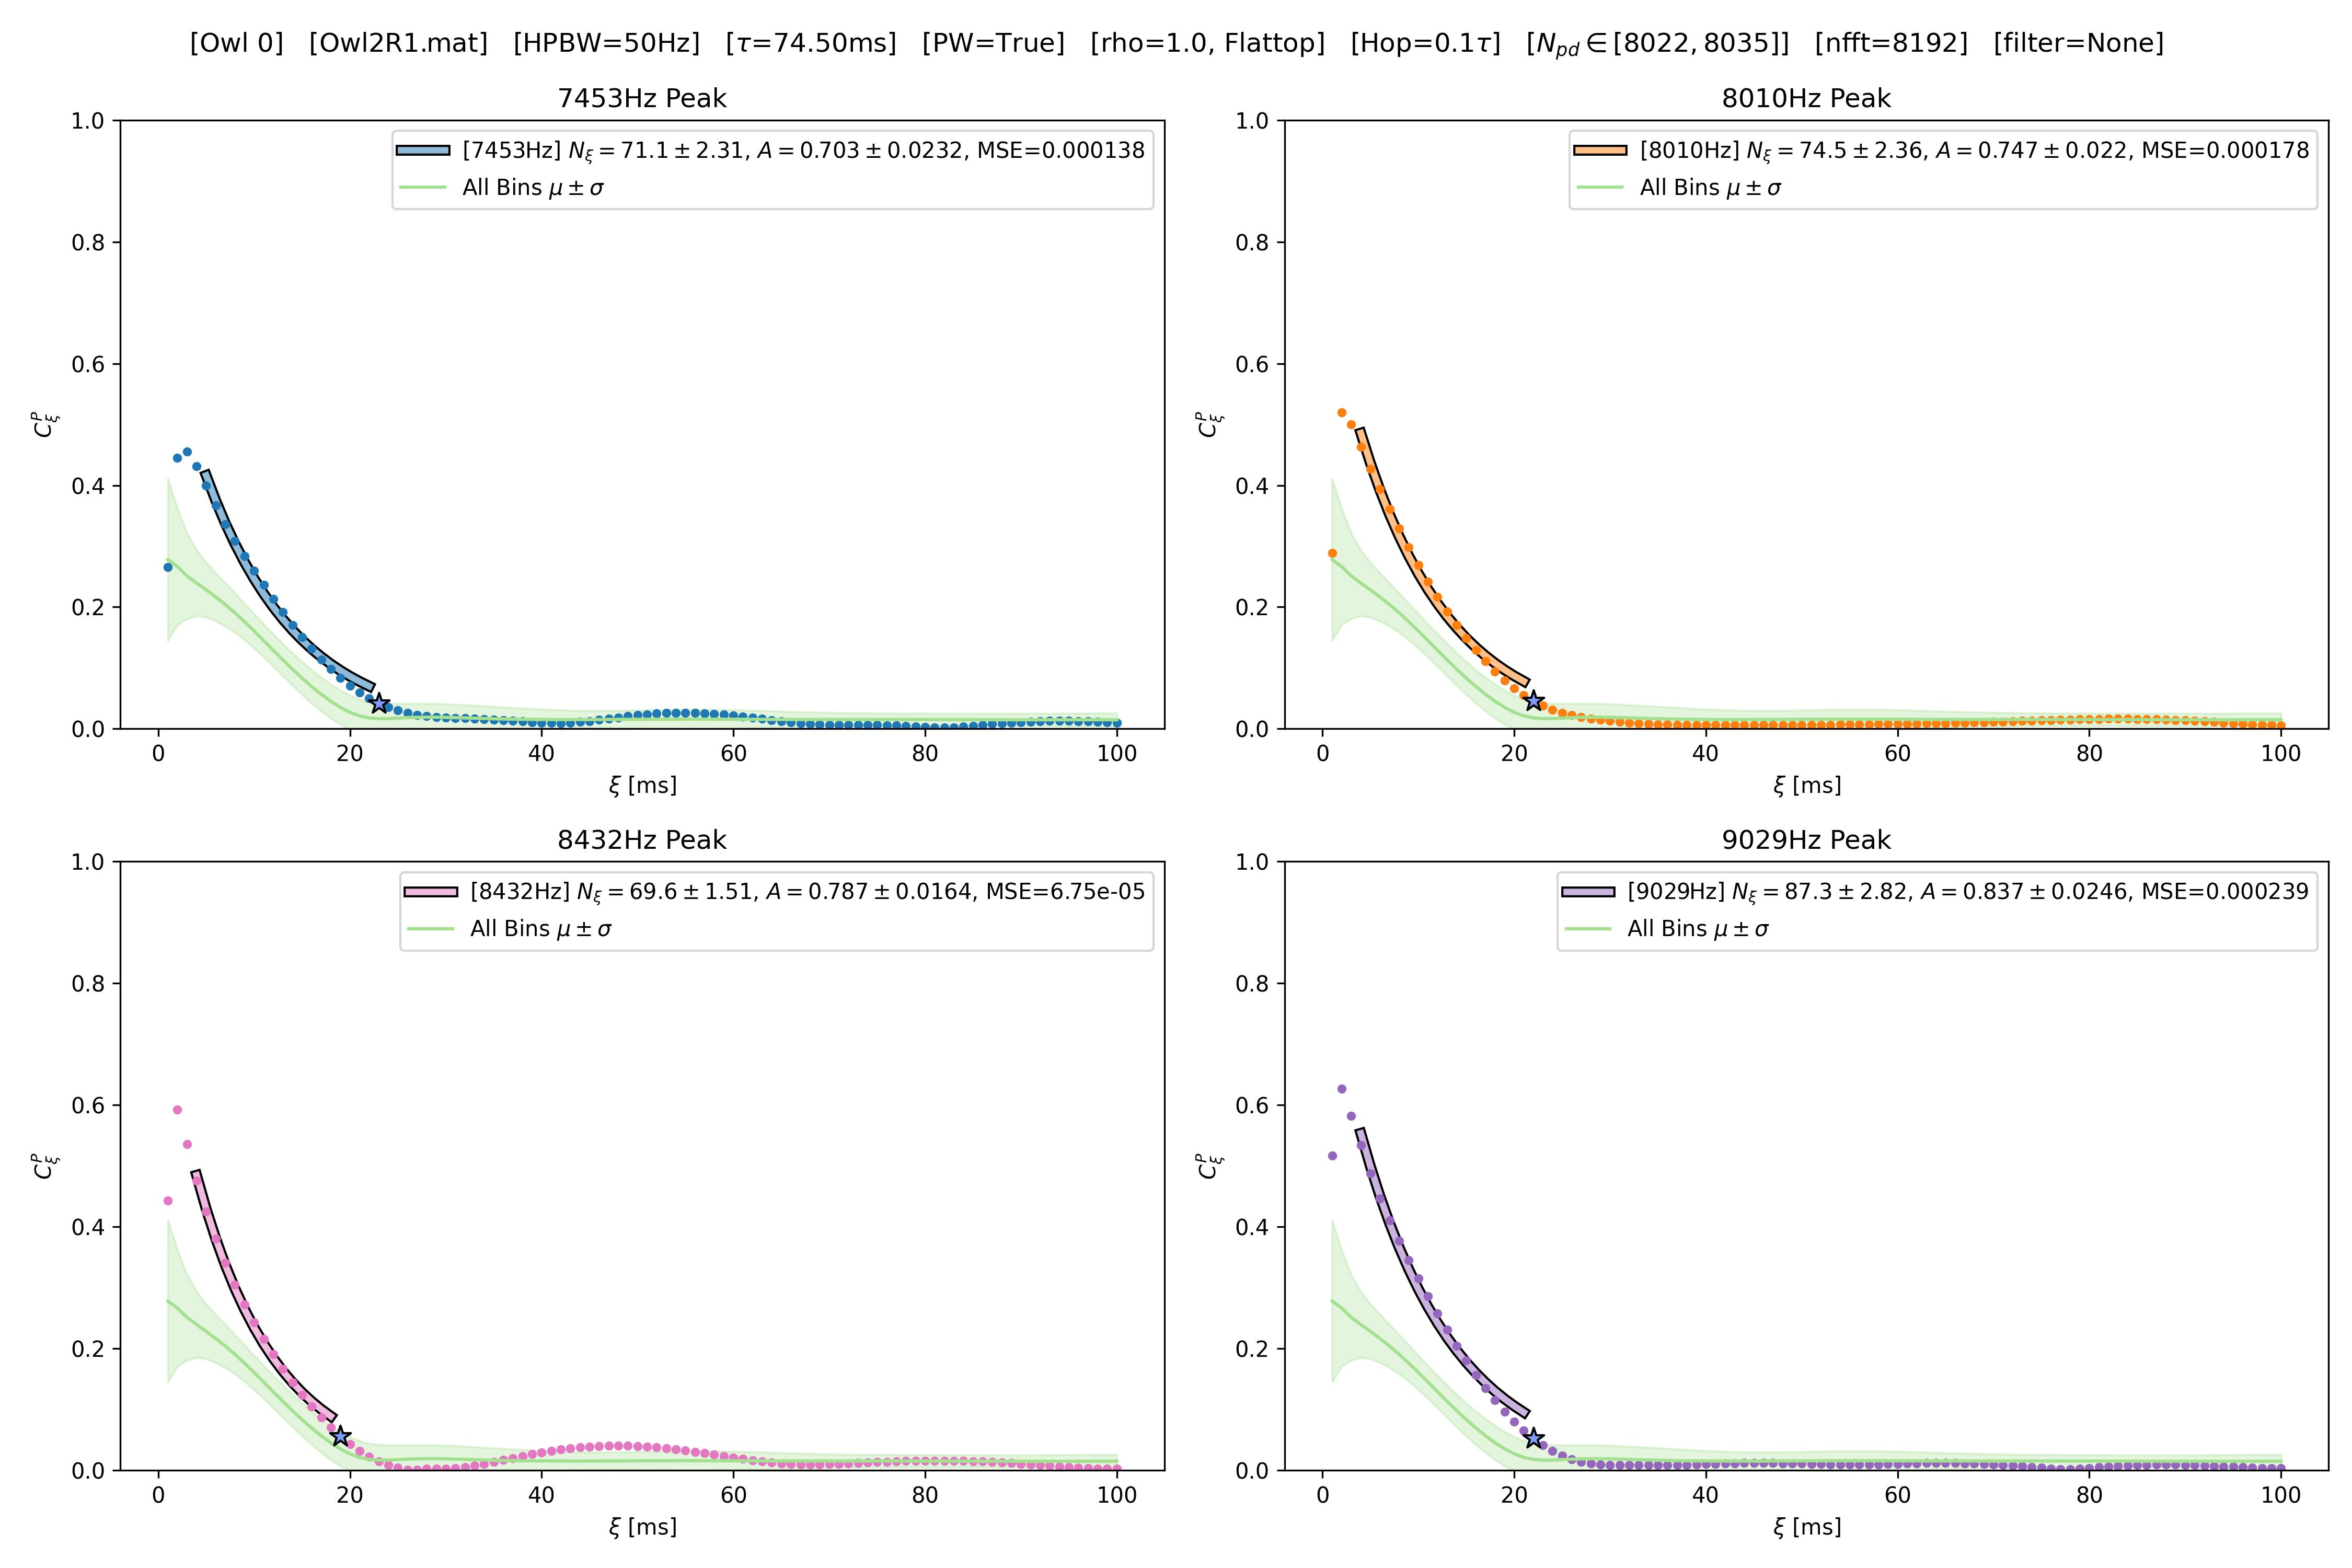 [Owl 0] [Owl2R1.mat] [HPBW=50Hz] [τ=74.50ms] [PW=True] [rho=1.0, Flattop] [Hop=0.1τ] [N_pd ∈ [8022, 8035]] [nfft=8192] [filter=None]
7453Hz Peak
[7453Hz] N_ξ = 71.1 ± 2.31, A = 0.703 ± 0.0232, MSE=0.000138
All Bins μ ± σ
1.0
0.8
0.6
0.4
0.2
0.0
C_ξ^P
0 20 40 60 80 100
ξ [ms]
8010Hz Peak
[8010Hz] N_ξ = 74.5 ± 2.36, A = 0.747 ± 0.022, MSE=0.000178
All Bins μ ± σ
1.0
0.8
0.6
0.4
0.2
0.0
C_ξ^P
0 20 40 60 80 100
ξ [ms]
8432Hz Peak
[8432Hz] N_ξ = 69.6 ± 1.51, A = 0.787 ± 0.0164, MSE=6.75e-05
All Bins μ ± σ
1.0
0.8
0.6
0.4
0.2
0.0
C_ξ^P
0 20 40 60 80 100
ξ [ms]
9029Hz Peak
[9029Hz] N_ξ = 87.3 ± 2.82, A = 0.837 ± 0.0246, MSE=0.000239
All Bins μ ± σ
1.0
0.8
0.6
0.4
0.2
0.0
C_ξ^P
0 20 40 60 80 100
ξ [ms]